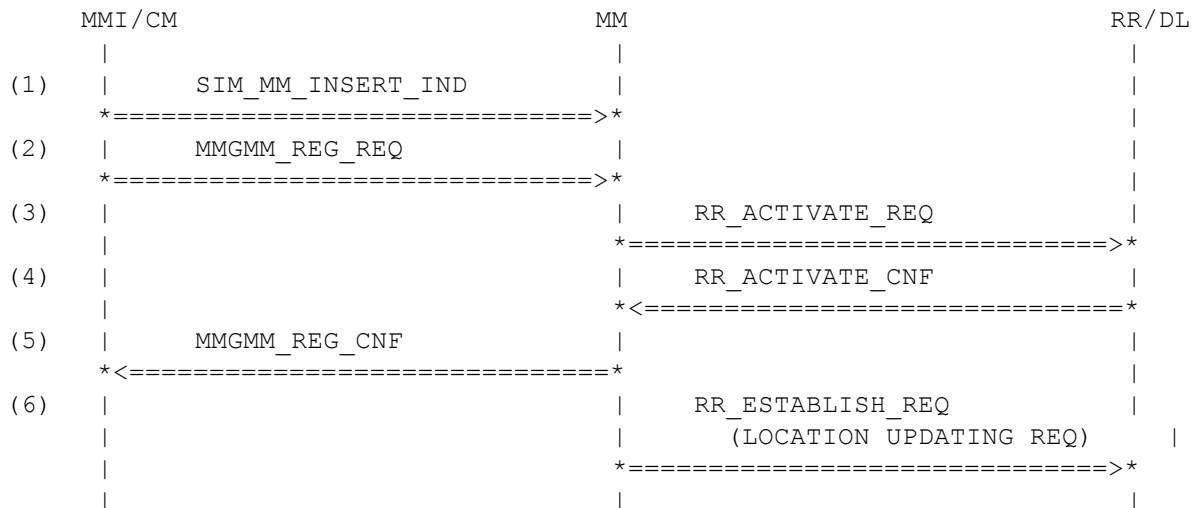 MMI/CM MM RR/DL
| | |
(1) | SIM_MM_INSERT_IND | |
*==============================>* |
(2) | MMGMM_REG_REQ | |
*==============================>* |
(3) | | RR_ACTIVATE_REQ |
| *==============================>*
(4) | | RR_ACTIVATE_CNF |
| *<==============================*
(5) | MMGMM_REG_CNF | |
*<==============================* |
(6) | | RR_ESTABLISH_REQ |
| | (LOCATION UPDATING REQ) |
| *==============================>*
| | |